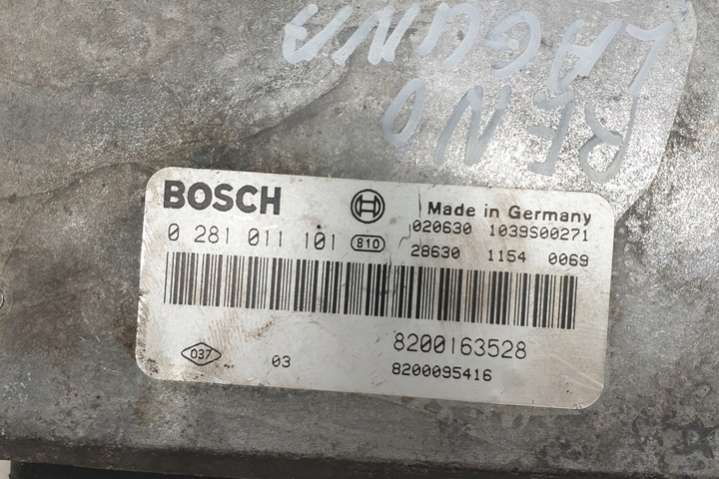 RENO
LAGUNA
BOSCH
Made in Germany
0 281 011 101 810
020630 1039S00271
28630 1154 0069
8200163528
037 03
8200095416